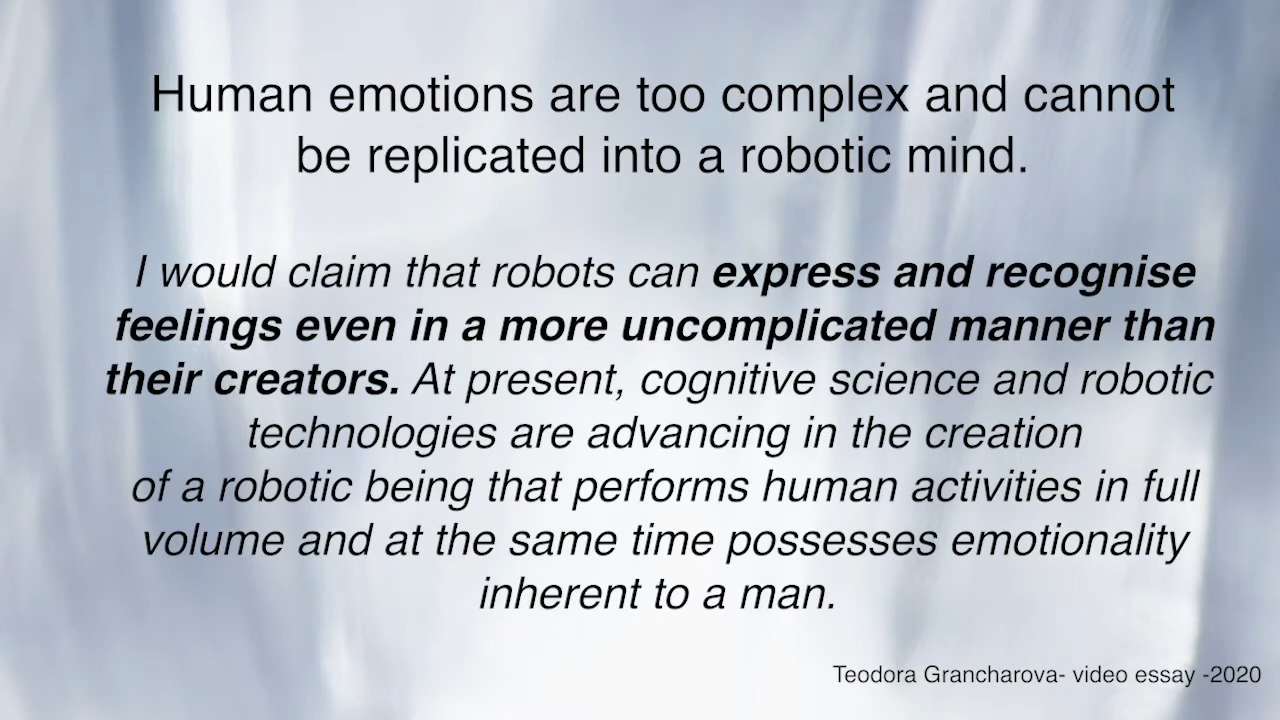 Human emotions are too complex and cannot
be replicated into a robotic mind.
I would claim that robots can express and recognise
feelings even in a more uncomplicated manner than
their creators. At present, cognitive science and robotic
technologies are advancing in the creation
of a robotic being that performs human activities in full
volume and at the same time possesses emotionality
inherent to a man.
Teodora Grancharova- video essay -2020